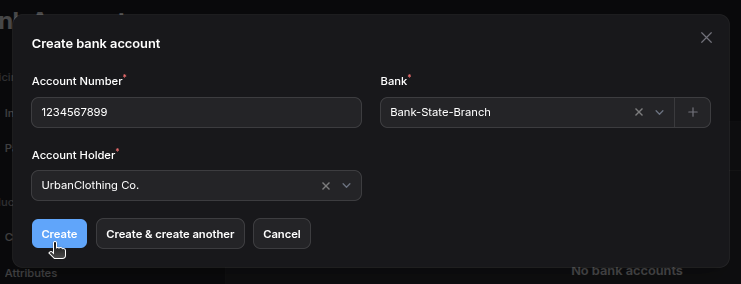 Create bank account
Account Number*
Bank*
1234567899
Bank-State-Branch
Account Holder*
UrbanClothing Co.
Create
Create & create another
Cancel
Attributes
No bank accounts